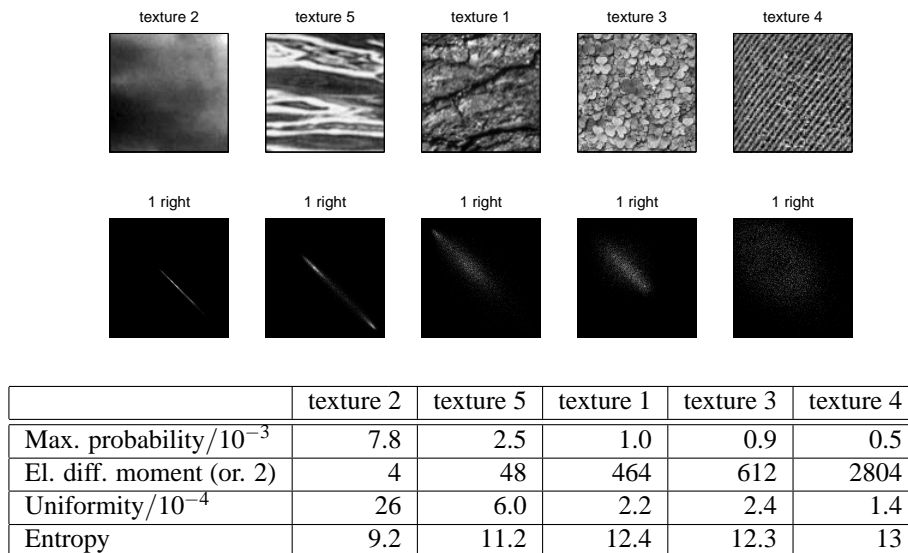 texture 2 texture 5 texture 1 texture 3 texture 4
1 right 1 right 1 right 1 right 1 right
texture 2 texture 5 texture 1 texture 3 texture 4
Max. probability/10⁻³ 7.8 2.5 1.0 0.9 0.5
El. diff. moment (or. 2) 4 48 464 612 2804
Uniformity/10⁻⁴ 26 6.0 2.2 2.4 1.4
Entropy 9.2 11.2 12.4 12.3 13